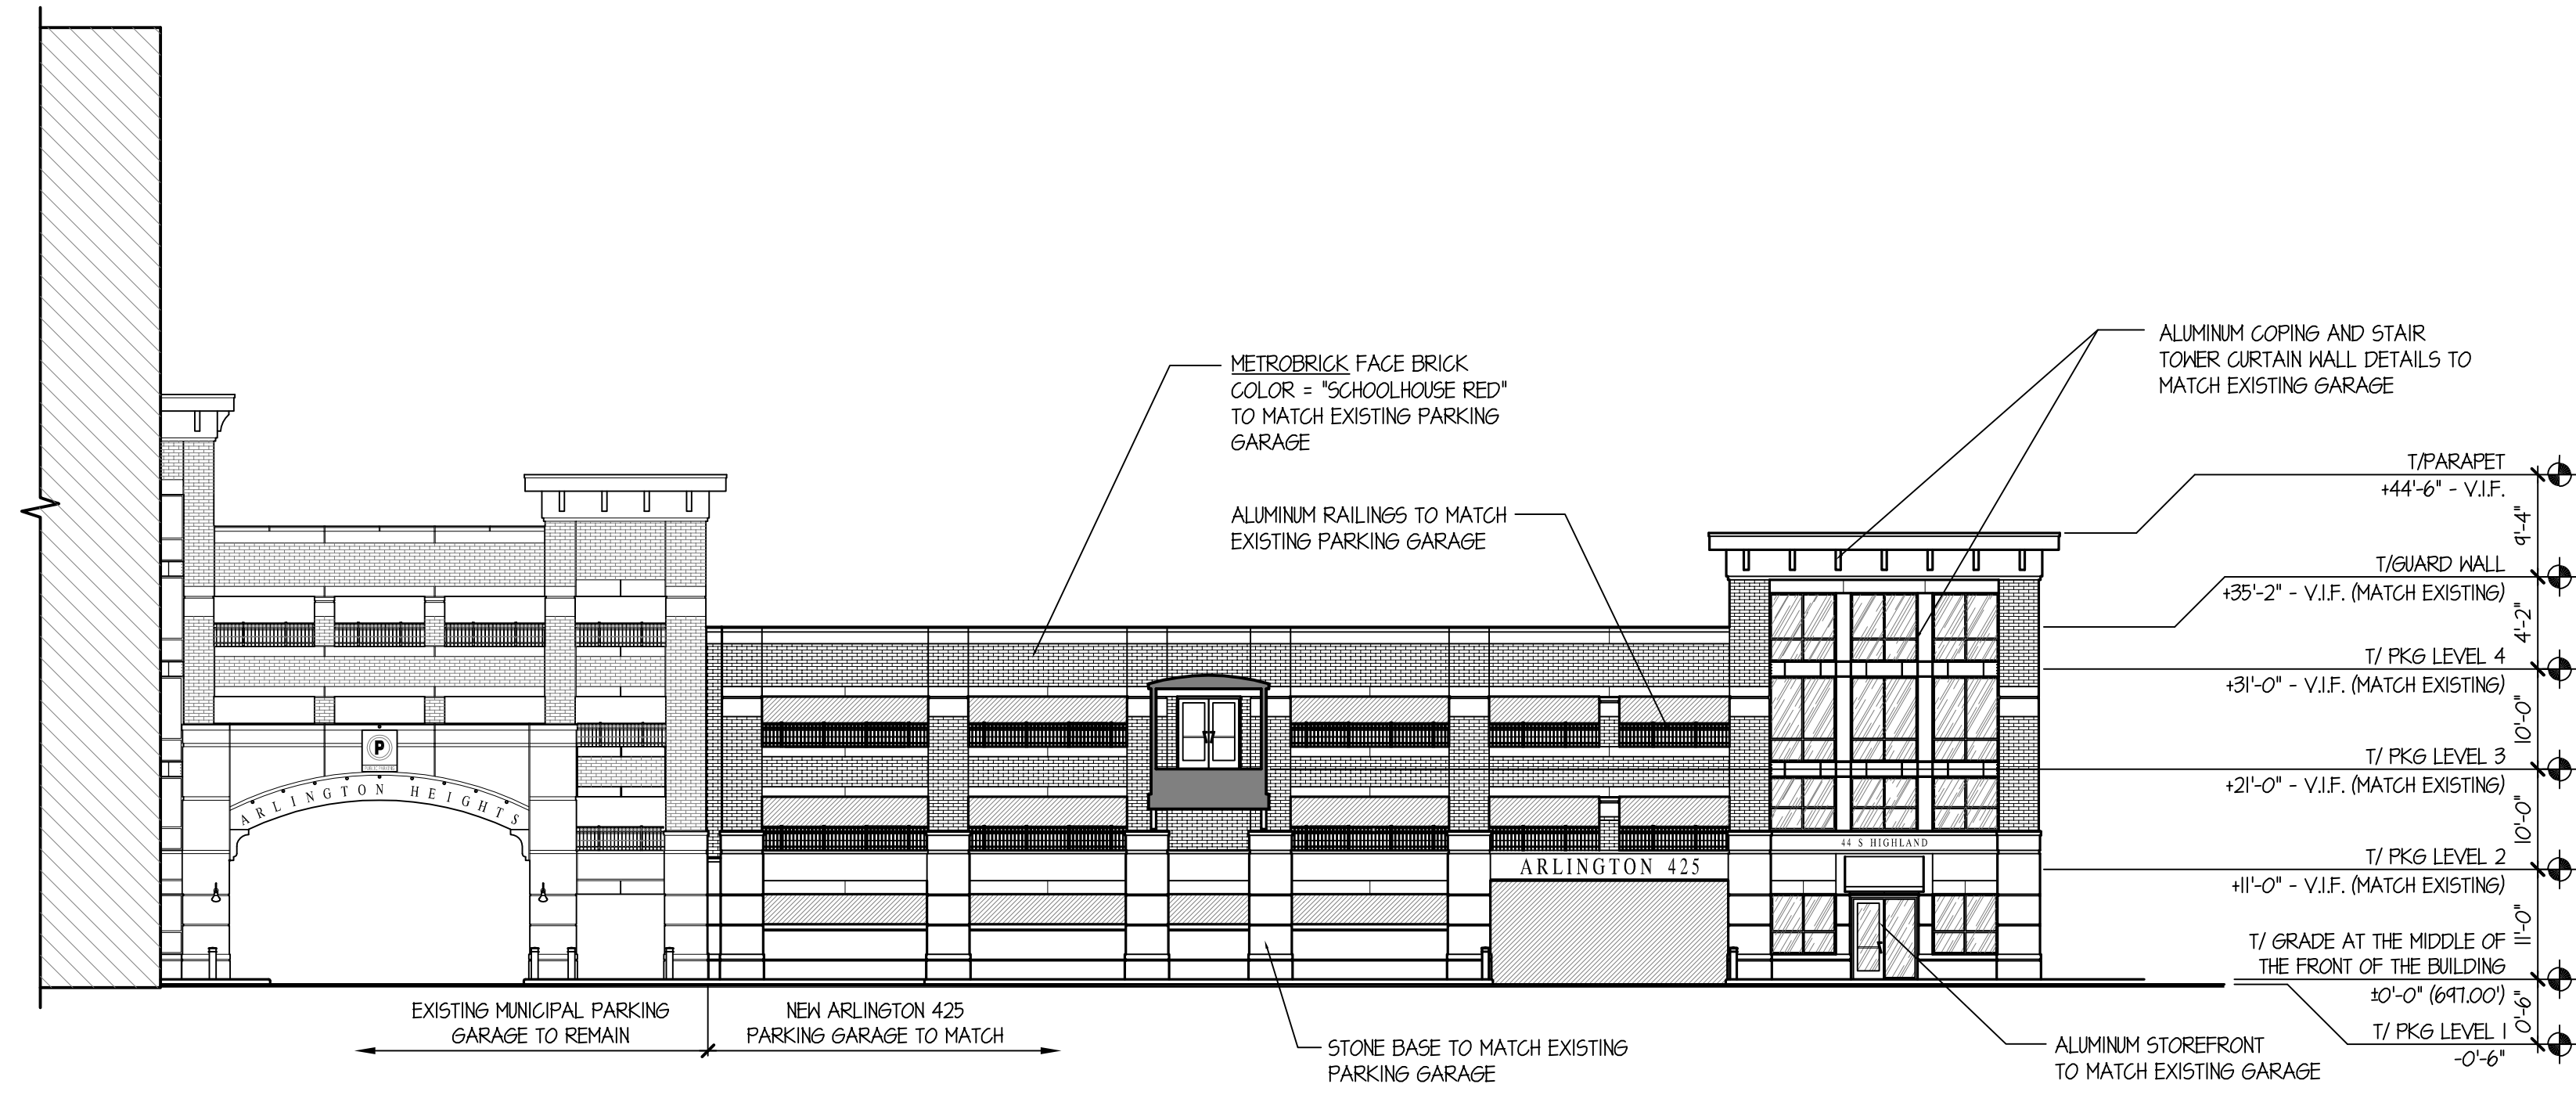 METROBRICK FACE BRICK
COLOR = "SCHOOLHOUSE RED"
TO MATCH EXISTING PARKING
GARAGE
ALUMINUM RAILINGS TO MATCH
EXISTING PARKING GARAGE
ALUMINUM COPING AND STAIR
TOWER CURTAIN WALL DETAILS TO
MATCH EXISTING GARAGE
T/PARAPET
+44'-6" - V.I.F.
9'-4"
T/GUARD WALL
+35'-2" - V.I.F. (MATCH EXISTING)
4'-2"
T/ PKG LEVEL 4
+31'-0" - V.I.F. (MATCH EXISTING)
10'-0"
T/ PKG LEVEL 3
+21'-0" - V.I.F. (MATCH EXISTING)
10'-0"
T/ PKG LEVEL 2
+11'-0" - V.I.F. (MATCH EXISTING)
11'-0"
T/ GRADE AT THE MIDDLE OF
THE FRONT OF THE BUILDING
±0'-0" (697.00')
0'-6"
T/ PKG LEVEL 1
-0'-6"
P
ARLINGTON HEIGHTS
ARLINGTON 425
44 S HIGHLAND
EXISTING MUNICIPAL PARKING
GARAGE TO REMAIN
NEW ARLINGTON 425
PARKING GARAGE TO MATCH
STONE BASE TO MATCH EXISTING
PARKING GARAGE
ALUMINUM STOREFRONT
TO MATCH EXISTING GARAGE